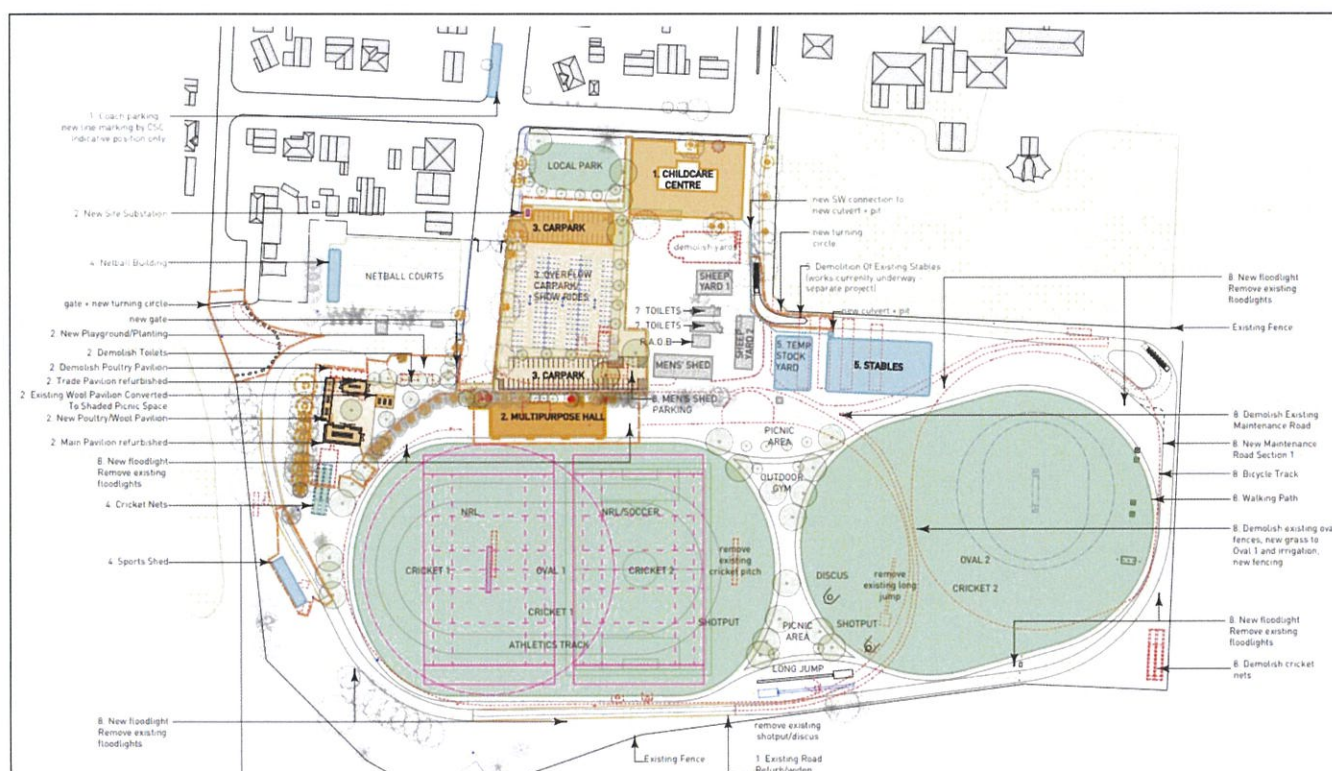 1. Coach parking
new line marking by CSC
indicative position only
LOCAL PARK
1. CHILDCARE
CENTRE
2. New Site Substation
3. CARPARK
new SW connection to
new culvert + pit
demolish yards
new turning
circle
4. Netball Building
NETBALL COURTS
3. OVERFLOW
CARPARK/
SHOW RIDES
SHEEP
YARD 1
5. Demolition Of Existing Stables
(works currently underway
separate project)
8. New floodlight
Remove existing
floodlights
gate + new turning circle
new gate
7. TOILETS
7. TOILETS
R.A.O.B
SHEEP
YARD 2
new culvert + pit
Existing Fence
2. New Playground/Planting
2. Demolish Toilets
2. Demolish Poultry Pavilion
2. Trade Pavilion refurbished
2. Existing Wool Pavilion Converted
To Shaded Picnic Space
2. New Poultry/Wool Pavilion
2. Main Pavilion refurbished
MENS' SHED
5. TEMP
STOCK
YARD
5. STABLES
3. CARPARK
8. MEN'S SHED
PARKING
2. MULTIPURPOSE HALL
8. Demolish Existing
Maintenance Road
PICNIC
AREA
8. New floodlight
Remove existing
floodlights
8. New Maintenance
Road Section 1
8. Bicycle Track
8. Walking Path
OUTDOOR
GYM
4. Cricket Nets
NRL
NRL/SOCCER
8. Demolish existing oval
fences, new grass to
Oval 1 and irrigation,
new fencing
4. Sports Shed
CRICKET 1
OVAL 1
CRICKET 2
remove
existing
cricket pitch
OVAL 2
CRICKET 2
DISCUS
remove
existing long
jump
CRICKET 1
SHOTPUT
SHOTPUT
PICNIC
AREA
ATHLETICS TRACK
8. New floodlight
Remove existing
floodlights
LONG JUMP
8. Demolish cricket
nets
8. New floodlight
Remove existing
floodlights
remove existing
shotput/discus
Existing Fence
1. Existing Road
Refurb/widen